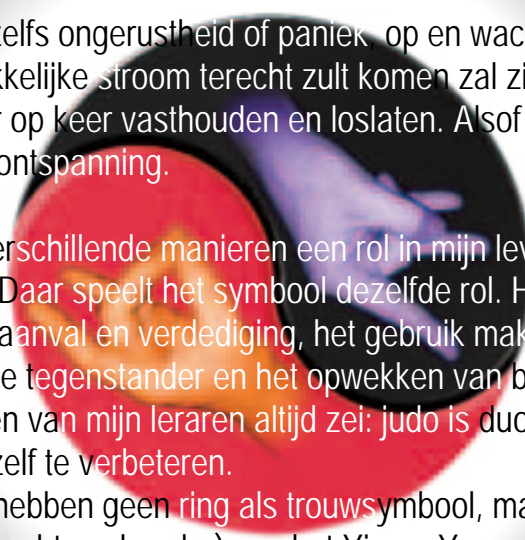 zelfs ongerustheid of paniek, op en wac
kkelijke stroom terecht zult komen zal zi
r op keer vasthouden en loslaten. Alsof
ontspanning.
erschillende manieren een rol in mijn lev
Daar speelt het symbool dezelfde rol. H
aanval en verdediging, het gebruik mak
e tegenstander en het opwekken van b
en van mijn leraren altijd zei: judo is duo
zelf te verbeteren.
hebben geen ring als trouwsymbool, ma